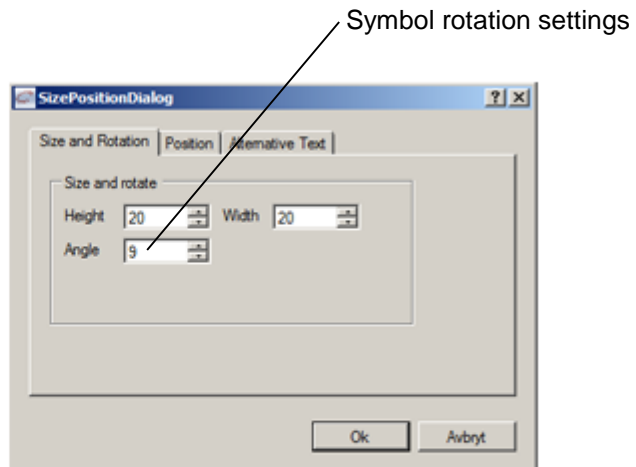 Symbol rotation settings
SizePositionDialog
Size and Rotation Position Alternative Text
Size and rotate
Height 20 Width 20
Angle 9
Ok Avbryt